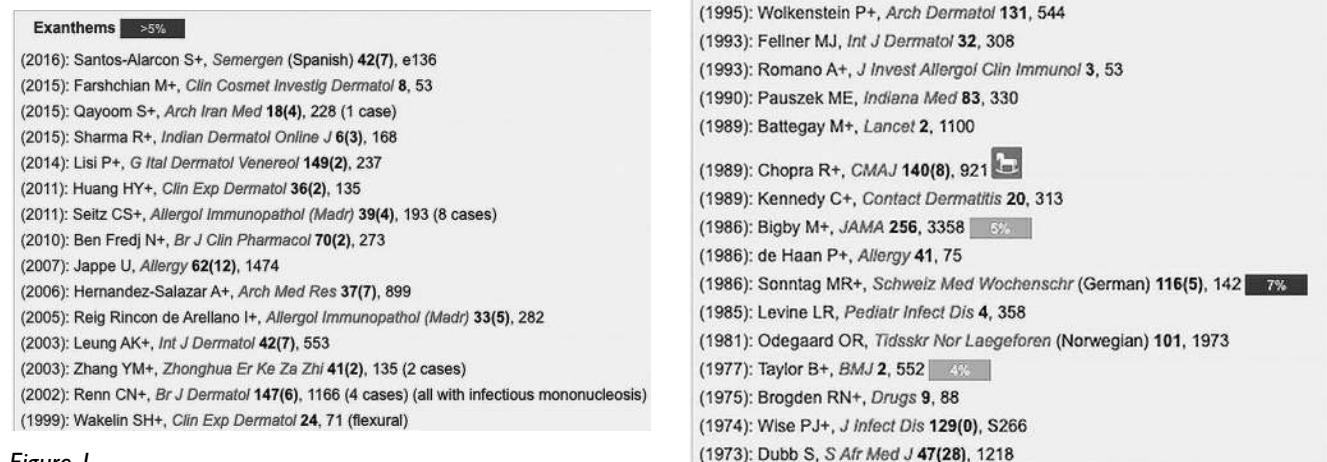 Exanthems >5%
(2016): Santos-Alarcon S+, Semergen (Spanish) 42(7), e136
(2015): Farshchian M+, Clin Cosmet Investig Dermatol 8, 53
(2015): Qayoom S+, Arch Iran Med 18(4), 228 (1 case)
(2015): Sharma R+, Indian Dermatol Online J 6(3), 168
(2014): Lisi P+, G Ital Dermatol Venereol 149(2), 237
(2011): Huang HY+, Clin Exp Dermatol 36(2), 135
(2011): Seitz CS+, Allergol Immunopathol (Madr) 39(4), 193 (8 cases)
(2010): Ben Fredj N+, Br J Clin Pharmacol 70(2), 273
(2007): Jappe U, Allergy 62(12), 1474
(2006): Hernandez-Salazar A+, Arch Med Res 37(7), 899
(2005): Reig Rincon de Arellano I+, Allergol Immunopathol (Madr) 33(5), 282
(2003): Leung AK+, Int J Dermatol 42(7), 553
(2003): Zhang YM+, Zhonghua Er Ke Za Zhi 41(2), 135 (2 cases)
(2002): Renn CN+, Br J Dermatol 147(6), 1166 (4 cases) (all with infectious mononucleosis)
(1999): Wakelin SH+, Clin Exp Dermatol 24, 71 (flexural)
(1995): Wolkenstein P+, Arch Dermatol 131, 544
(1993): Fellner MJ, Int J Dermatol 32, 308
(1993): Romano A+, J Invest Allergol Clin Immunol 3, 53
(1990): Pauszek ME, Indiana Med 83, 330
(1989): Battegay M+, Lancet 2, 1100
(1989): Chopra R+, CMAJ 140(8), 921
(1989): Kennedy C+, Contact Dermatitis 20, 313
(1986): Bigby M+, JAMA 256, 3358 5%
(1986): de Haan P+, Allergy 41, 75
(1986): Sonntag MR+, Schweiz Med Wochenschr (German) 116(5), 142 7%
(1985): Levine LR, Pediatr Infect Dis 4, 358
(1981): Odegaard OR, Tidsskr Nor Laegeforen (Norwegian) 101, 1973
(1977): Taylor B+, BMJ 2, 552 4%
(1975): Brogden RN+, Drugs 9, 88
(1974): Wise PJ+, J Infect Dis 129(0), S266
(1973): Dubb S, S Afr Med J 47(28), 1218